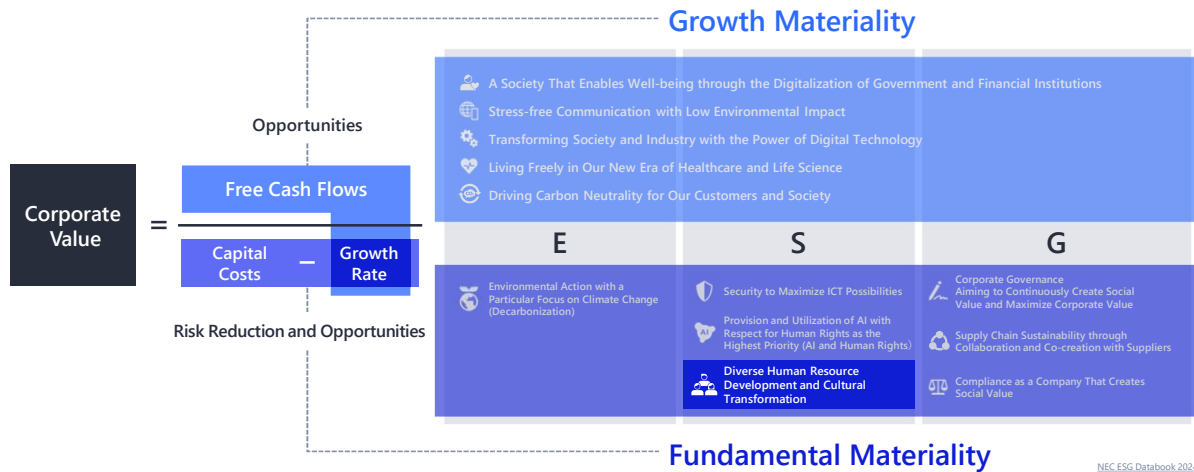 Growth Materiality
A Society That Enables Well-being through the Digitalization of Government and Financial Institutions
Stress-free Communication with Low Environmental Impact
Transforming Society and Industry with the Power of Digital Technology
Living Freely in Our New Era of Healthcare and Life Science
Driving Carbon Neutrality for Our Customers and Society
Opportunities
Corporate
Value
=
Free Cash Flows
Capital
Costs
−
Growth
Rate
Risk Reduction and Opportunities
E
S
G
Environmental Action with a
Particular Focus on Climate Change
(Decarbonization)
Security to Maximize ICT Possibilities
AI
Provision and Utilization of AI with
Respect for Human Rights as the
Highest Priority (AI and Human Rights)
Diverse Human Resource
Development and Cultural
Transformation
Corporate Governance
Aiming to Continuously Create Social
Value and Maximize Corporate Value
Supply Chain Sustainability through
Collaboration and Co-creation with Suppliers
Compliance as a Company That Creates
Social Value
Fundamental Materiality
NEC ESG Databook 2024